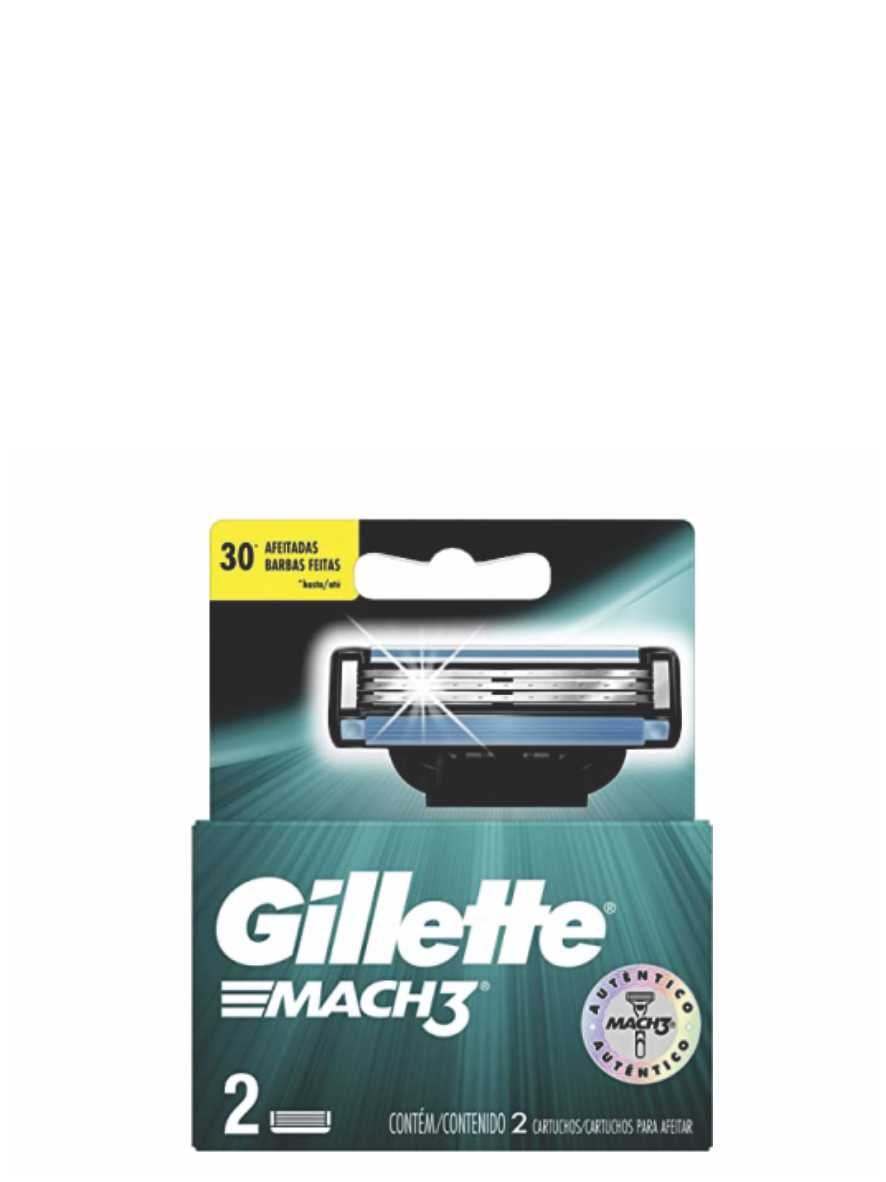 30* AFEITADAS
BARBAS FEITAS
*hasta/até
Gillette®
MACH3®
AUTÊNTICO
MACH3®
AUTÊNTICO
2
CONTÉM/CONTENIDO 2 CARTUCHOS/CARTUCHOS PARA AFEITAR